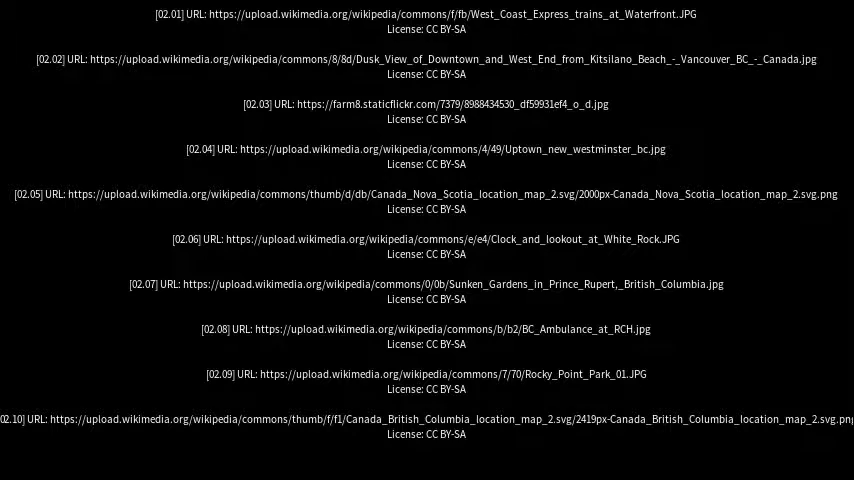 [02.01] URL: https://upload.wikimedia.org/wikipedia/commons/f/fb/West_Coast_Express_trains_at_Waterfront.JPG
License: CC BY-SA
[02.02] URL: https://upload.wikimedia.org/wikipedia/commons/8/8d/Dusk_View_of_Downtown_and_West_End_from_Kitsilano_Beach_-_Vancouver_BC_-_Canada.jpg
License: CC BY-SA
[02.03] URL: https://farm8.staticflickr.com/7379/8988434530_df59931ef4_o_d.jpg
License: CC BY-SA
[02.04] URL: https://upload.wikimedia.org/wikipedia/commons/4/49/Uptown_new_westminster_bc.jpg
License: CC BY-SA
[02.05] URL: https://upload.wikimedia.org/wikipedia/commons/thumb/d/db/Canada_Nova_Scotia_location_map_2.svg/2000px-Canada_Nova_Scotia_location_map_2.svg.png
License: CC BY-SA
[02.06] URL: https://upload.wikimedia.org/wikipedia/commons/e/e4/Clock_and_lookout_at_White_Rock.JPG
License: CC BY-SA
[02.07] URL: https://upload.wikimedia.org/wikipedia/commons/0/0b/Sunken_Gardens_in_Prince_Rupert,_British_Columbia.jpg
License: CC BY-SA
[02.08] URL: https://upload.wikimedia.org/wikipedia/commons/b/b2/BC_Ambulance_at_RCH.jpg
License: CC BY-SA
[02.09] URL: https://upload.wikimedia.org/wikipedia/commons/7/70/Rocky_Point_Park_01.JPG
License: CC BY-SA
02.10] URL: https://upload.wikimedia.org/wikipedia/commons/thumb/f/f1/Canada_British_Columbia_location_map_2.svg/2419px-Canada_British_Columbia_location_map_2.svg.png
License: CC BY-SA